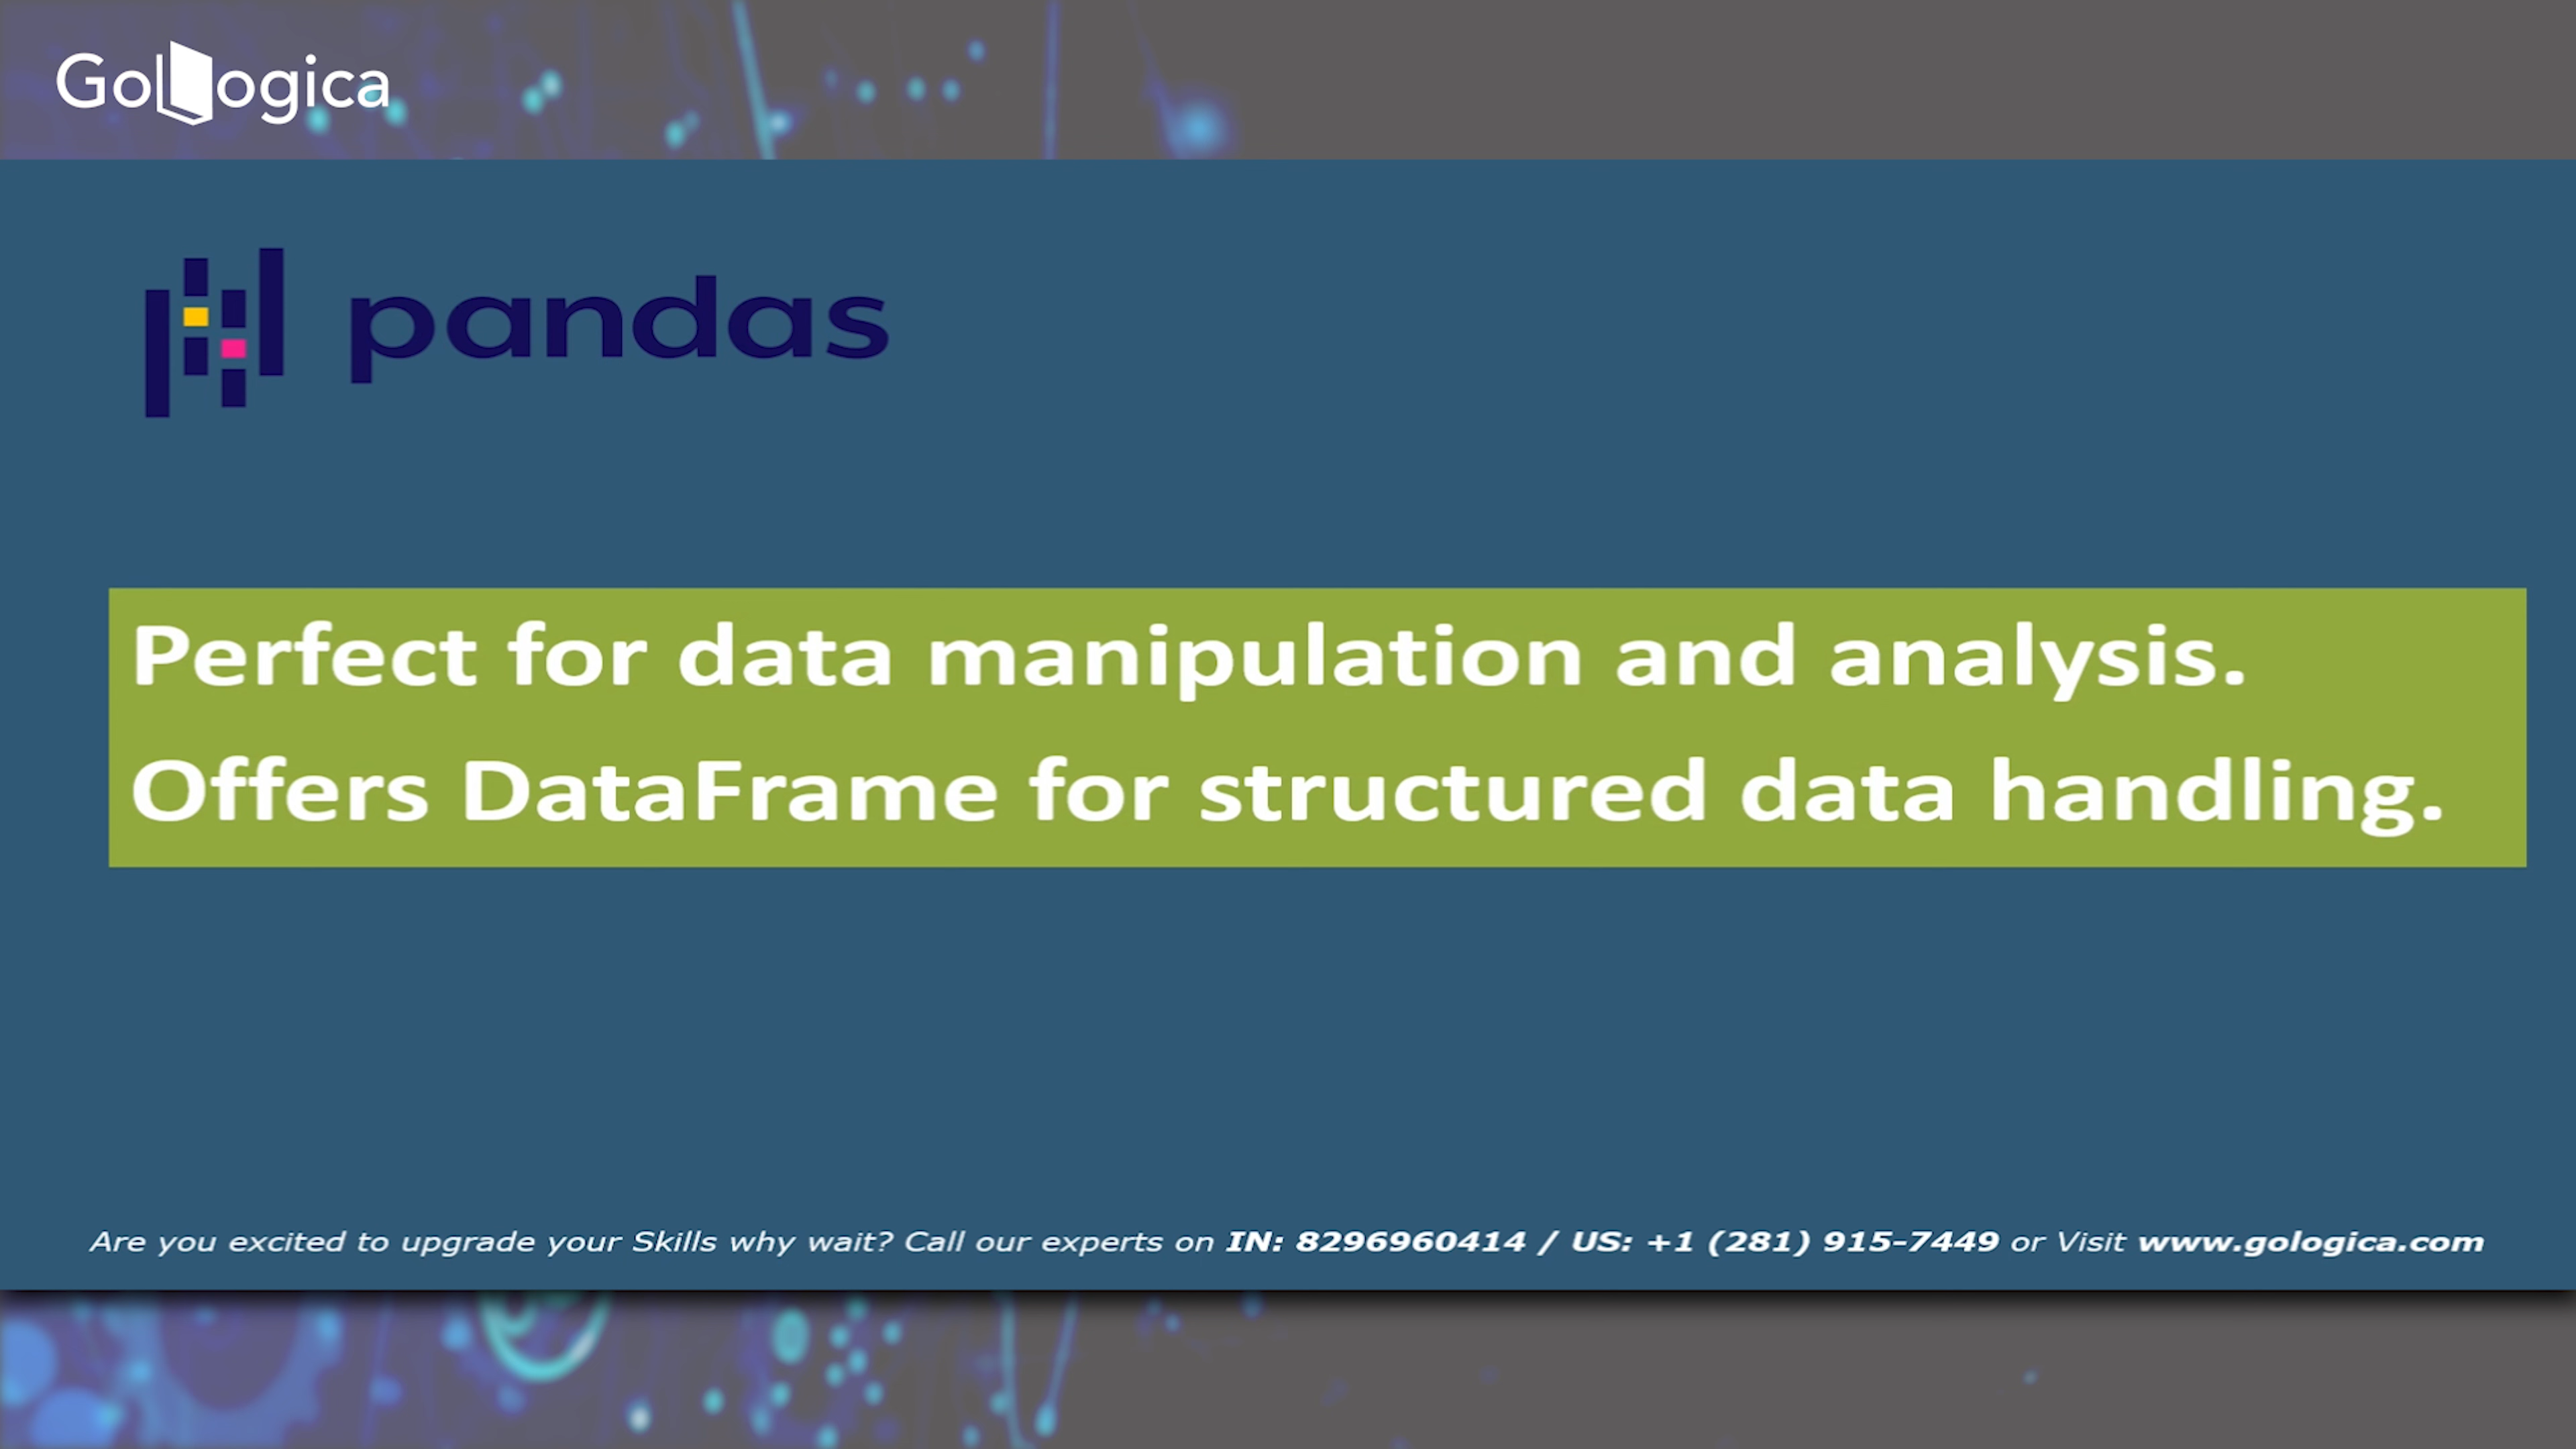 GoLogica
pandas
Perfect for data manipulation and analysis.
Offers DataFrame for structured data handling.
Are you excited to upgrade your Skills why wait? Call our experts on IN: 8296960414 / US: +1 (281) 915-7449 or Visit www.gologica.com